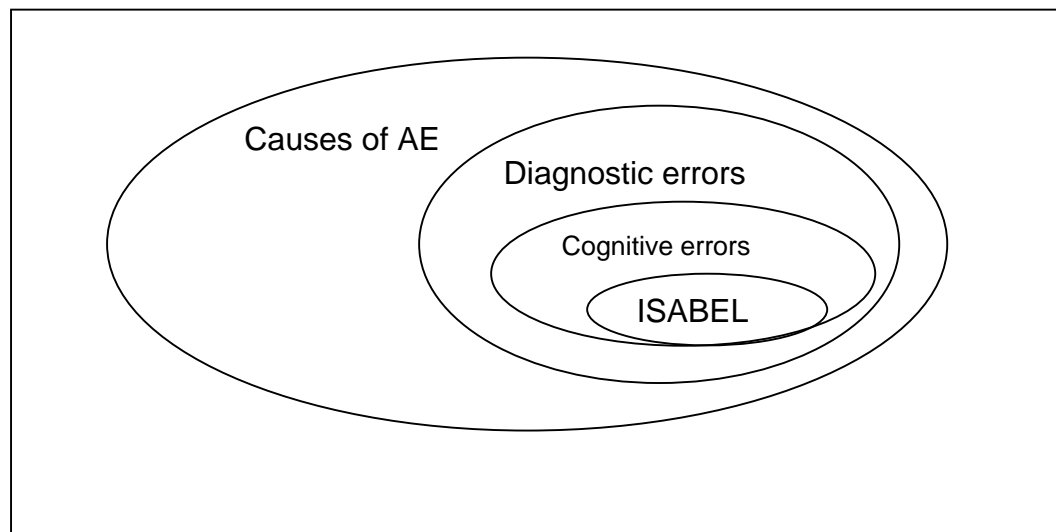 Causes of AE
Diagnostic errors
Cognitive errors
ISABEL